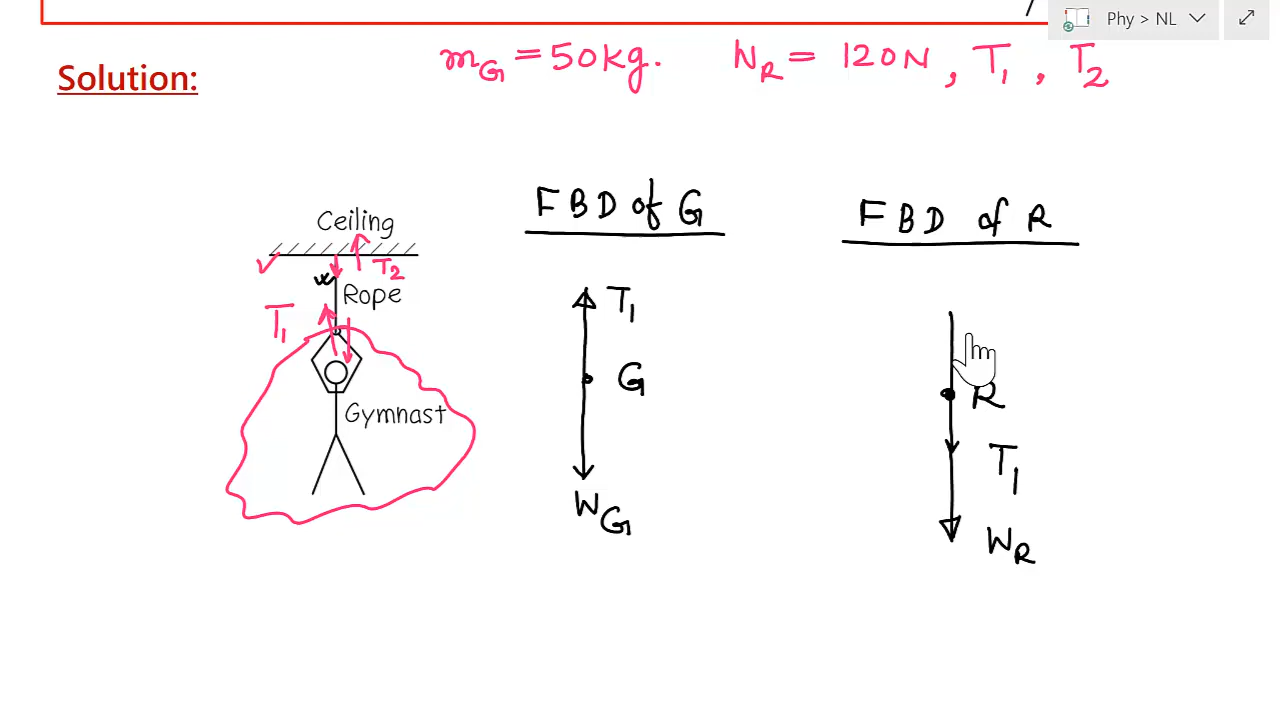 Phy > NL
Solution:
m_G = 50kg. W_R = 120N, T_1, T_2
FBD of G
FBD of R
Ceiling
T_2
Rope
T_1
Gymnast
T_1
G
W_G
R
T_1
W_R